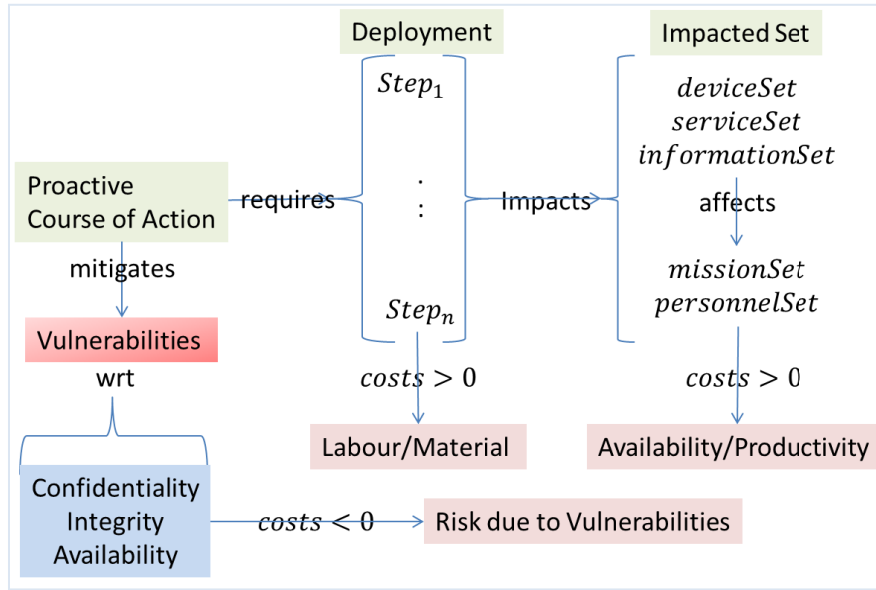 Deployment
Impacted Set
Step₁
deviceSet
serviceSet
informationSet
Proactive
Course of Action
requires
:
:
Impacts
affects
mitigates
missionSet
personnelSet
Stepₙ
Vulnerabilities
wrt
costs > 0
costs > 0
Labour/Material
Availability/Productivity
Confidentiality
Integrity
Availability
costs < 0
Risk due to Vulnerabilities